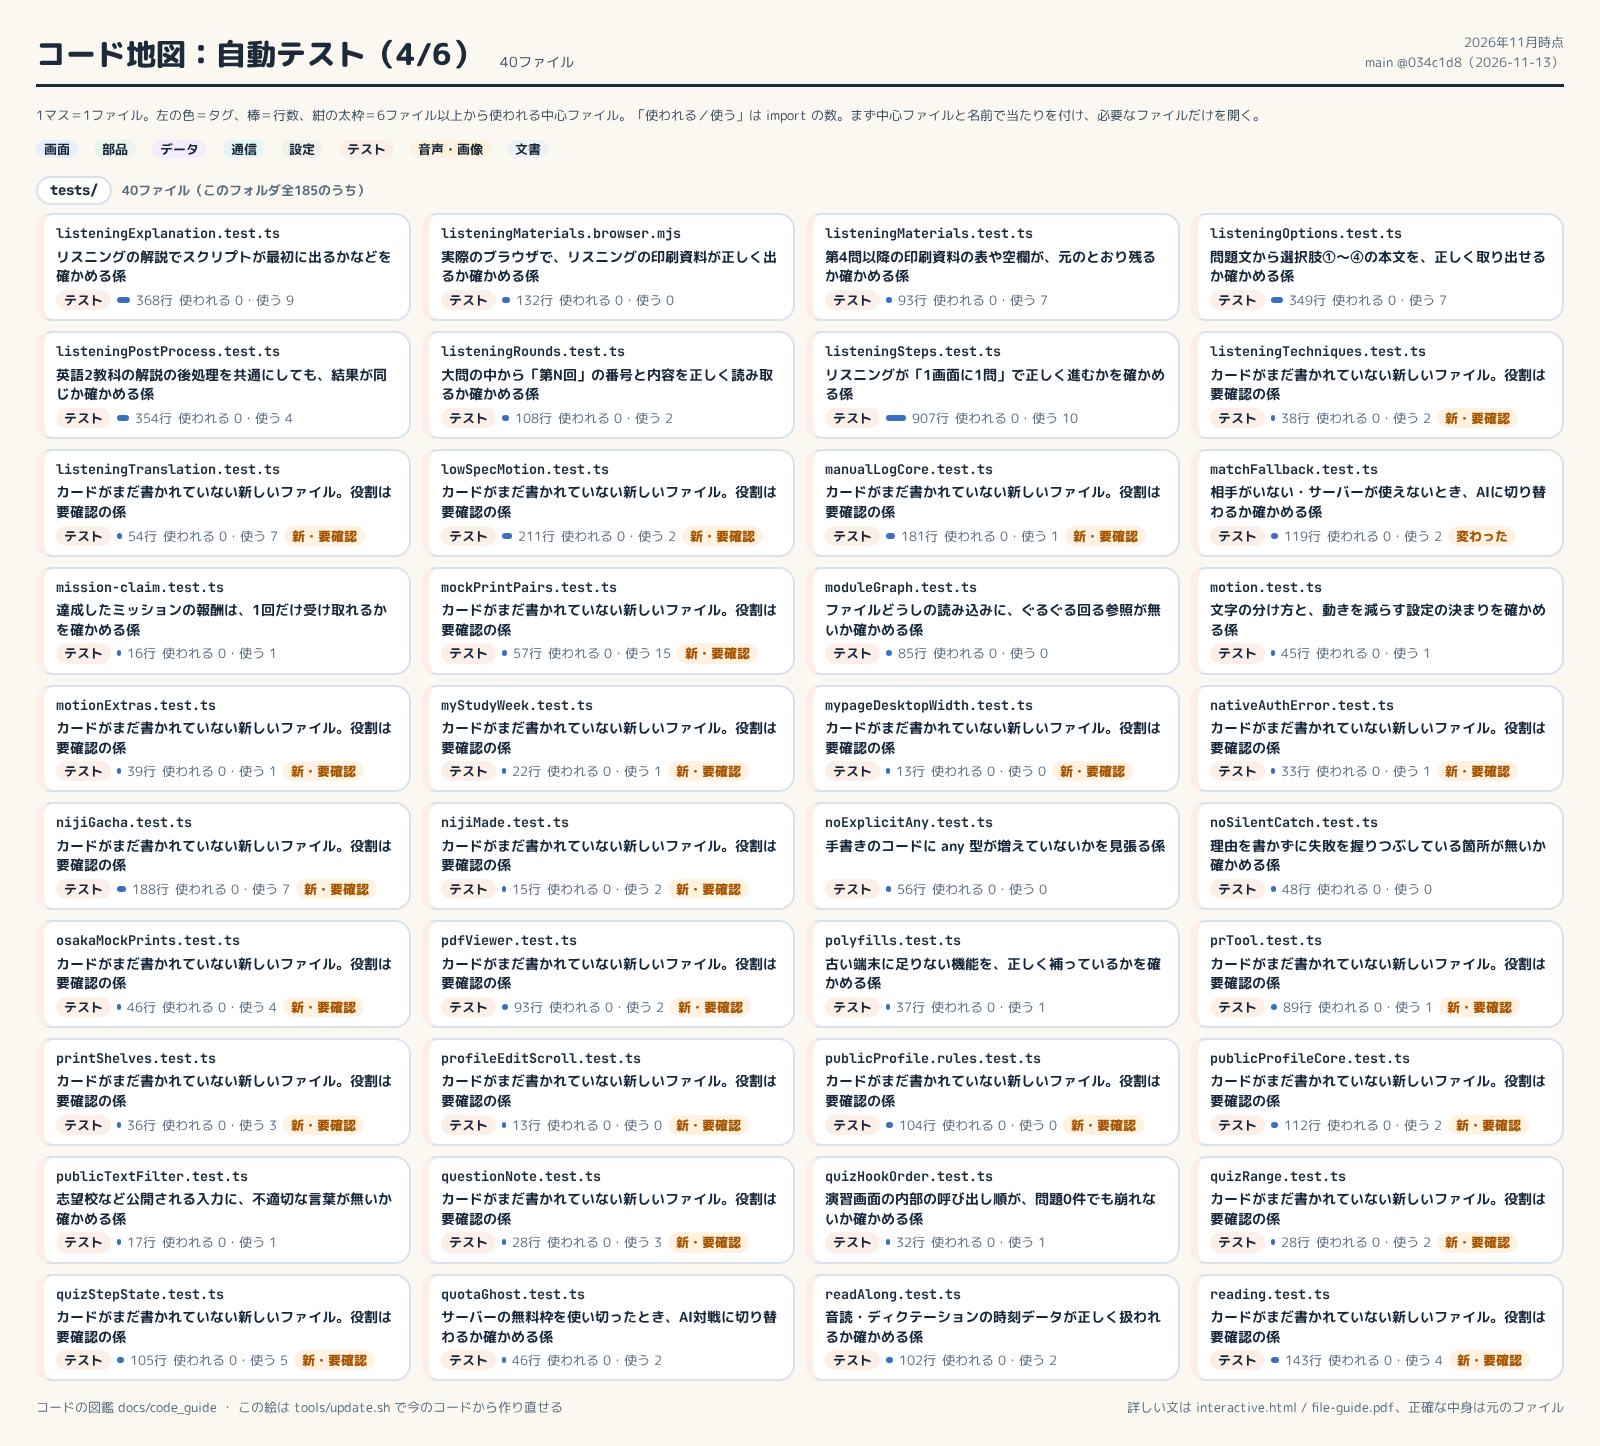 コード地図：自動テスト（4/6） 40ファイル
2026年11月時点
main @034c1d8（2026-11-13）
1マス＝1ファイル。左の色＝タグ、棒＝行数、紺の太枠＝6ファイル以上から使われる中心ファイル。「使われる／使う」は import の数。まず中心ファイルと名前で当たりを付け、必要なファイルだけを開く。
画面 部品 データ 通信 設定 テスト 音声・画像 文書
tests/ 40ファイル（このフォルダ全185のうち）
listeningExplanation.test.ts
リスニングの解説でスクリプトが最初に出るかなどを
確かめる係
テスト 368行 使われる 0 · 使う 9
listeningMaterials.browser.mjs
実際のブラウザで、リスニングの印刷資料が正しく出
るか確かめる係
テスト 132行 使われる 0 · 使う 0
listeningMaterials.test.ts
第4問以降の印刷資料の表や空欄が、元のとおり残る
か確かめる係
テスト 93行 使われる 0 · 使う 7
listeningOptions.test.ts
問題文から選択肢①〜④の本文を、正しく取り出せる
か確かめる係
テスト 349行 使われる 0 · 使う 7
listeningPostProcess.test.ts
英語2教科の解説の後処理を共通にしても、結果が同
じか確かめる係
テスト 354行 使われる 0 · 使う 4
listeningRounds.test.ts
大問の中から「第N回」の番号と内容を正しく読み取
るか確かめる係
テスト 108行 使われる 0 · 使う 2
listeningSteps.test.ts
リスニングが「1画面に1問」で正しく進むかを確かめ
る係
テスト 907行 使われる 0 · 使う 10
listeningTechniques.test.ts
カードがまだ書かれていない新しいファイル。役割は
要確認の係
テスト 38行 使われる 0 · 使う 2 新・要確認
listeningTranslation.test.ts
カードがまだ書かれていない新しいファイル。役割は
要確認の係
テスト 54行 使われる 0 · 使う 7 新・要確認
lowSpecMotion.test.ts
カードがまだ書かれていない新しいファイル。役割は
要確認の係
テスト 211行 使われる 0 · 使う 2 新・要確認
manualLogCore.test.ts
カードがまだ書かれていない新しいファイル。役割は
要確認の係
テスト 181行 使われる 0 · 使う 1 新・要確認
matchFallback.test.ts
相手がいない・サーバーが使えないとき、AIに切り替
わるか確かめる係
テスト 119行 使われる 0 · 使う 2 変わった
mission-claim.test.ts
達成したミッションの報酬は、1回だけ受け取れるか
を確かめる係
テスト 16行 使われる 0 · 使う 1
mockPrintPairs.test.ts
カードがまだ書かれていない新しいファイル。役割は
要確認の係
テスト 57行 使われる 0 · 使う 15 新・要確認
moduleGraph.test.ts
ファイルどうしの読み込みに、ぐるぐる回る参照が無
いか確かめる係
テスト 85行 使われる 0 · 使う 0
motion.test.ts
文字の分け方と、動きを減らす設定の決まりを確かめ
る係
テスト 45行 使われる 0 · 使う 1
motionExtras.test.ts
カードがまだ書かれていない新しいファイル。役割は
要確認の係
テスト 39行 使われる 0 · 使う 1 新・要確認
myStudyWeek.test.ts
カードがまだ書かれていない新しいファイル。役割は
要確認の係
テスト 22行 使われる 0 · 使う 1 新・要確認
mypageDesktopWidth.test.ts
カードがまだ書かれていない新しいファイル。役割は
要確認の係
テスト 13行 使われる 0 · 使う 0 新・要確認
nativeAuthError.test.ts
カードがまだ書かれていない新しいファイル。役割は
要確認の係
テスト 33行 使われる 0 · 使う 1 新・要確認
nijiGacha.test.ts
カードがまだ書かれていない新しいファイル。役割は
要確認の係
テスト 188行 使われる 0 · 使う 7 新・要確認
nijiMade.test.ts
カードがまだ書かれていない新しいファイル。役割は
要確認の係
テスト 15行 使われる 0 · 使う 2 新・要確認
noExplicitAny.test.ts
手書きのコードに any 型が増えていないかを見張る係
テスト 56行 使われる 0 · 使う 0
noSilentCatch.test.ts
理由を書かずに失敗を握りつぶしている箇所が無いか
確かめる係
テスト 48行 使われる 0 · 使う 0
osakaMockPrints.test.ts
カードがまだ書かれていない新しいファイル。役割は
要確認の係
テスト 46行 使われる 0 · 使う 4 新・要確認
pdfViewer.test.ts
カードがまだ書かれていない新しいファイル。役割は
要確認の係
テスト 93行 使われる 0 · 使う 2 新・要確認
polyfills.test.ts
古い端末に足りない機能を、正しく補っているかを確
かめる係
テスト 37行 使われる 0 · 使う 1
prTool.test.ts
カードがまだ書かれていない新しいファイル。役割は
要確認の係
テスト 89行 使われる 0 · 使う 1 新・要確認
printShelves.test.ts
カードがまだ書かれていない新しいファイル。役割は
要確認の係
テスト 36行 使われる 0 · 使う 3 新・要確認
profileEditScroll.test.ts
カードがまだ書かれていない新しいファイル。役割は
要確認の係
テスト 13行 使われる 0 · 使う 0 新・要確認
publicProfile.rules.test.ts
カードがまだ書かれていない新しいファイル。役割は
要確認の係
テスト 104行 使われる 0 · 使う 0 新・要確認
publicProfileCore.test.ts
カードがまだ書かれていない新しいファイル。役割は
要確認の係
テスト 112行 使われる 0 · 使う 2 新・要確認
publicTextFilter.test.ts
志望校など公開される入力に、不適切な言葉が無いか
確かめる係
テスト 17行 使われる 0 · 使う 1
questionNote.test.ts
カードがまだ書かれていない新しいファイル。役割は
要確認の係
テスト 28行 使われる 0 · 使う 3 新・要確認
quizHookOrder.test.ts
演習画面の内部の呼び出し順が、問題0件でも崩れな
いか確かめる係
テスト 32行 使われる 0 · 使う 1
quizRange.test.ts
カードがまだ書かれていない新しいファイル。役割は
要確認の係
テスト 28行 使われる 0 · 使う 2 新・要確認
quizStepState.test.ts
カードがまだ書かれていない新しいファイル。役割は
要確認の係
テスト 105行 使われる 0 · 使う 5 新・要確認
quotaGhost.test.ts
サーバーの無料枠を使い切ったとき、AI対戦に切り替
わるか確かめる係
テスト 46行 使われる 0 · 使う 2
readAlong.test.ts
音読・ディクテーションの時刻データが正しく扱われ
るか確かめる係
テスト 102行 使われる 0 · 使う 2
reading.test.ts
カードがまだ書かれていない新しいファイル。役割は
要確認の係
テスト 143行 使われる 0 · 使う 4 新・要確認
コードの図鑑 docs/code_guide ・ この絵は tools/update.sh で今のコードから作り直せる
詳しい文は interactive.html / file-guide.pdf、正確な中身は元のファイル